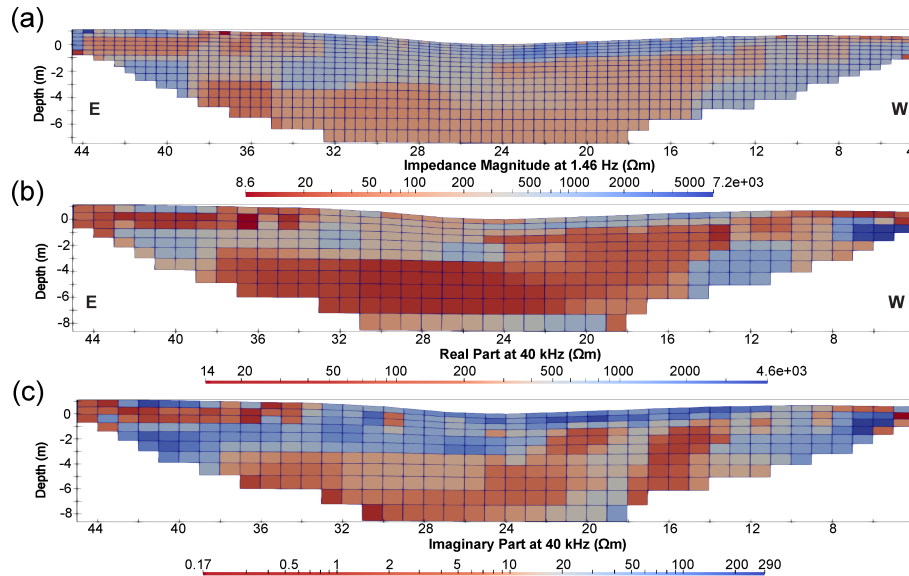 (a)
0
-2
-4
-6
Depth (m)
E
W
44 40 36 32 28 24 20 16 12 8 4
Impedance Magnitude at 1.46 Hz (Ωm)
8.6 20 50 100 200 500 1000 2000 5000 7.2e+03
(b)
0
-2
-4
-6
-8
Depth (m)
E
W
44 40 36 32 28 24 20 16 12 8
Real Part at 40 kHz (Ωm)
14 20 50 100 200 500 1000 2000 4.6e+03
(c)
0
-2
-4
-6
-8
Depth (m)
44 40 36 32 28 24 20 16 12 8
Imaginary Part at 40 kHz (Ωm)
0.17 0.5 1 2 5 10 20 50 100 200 290